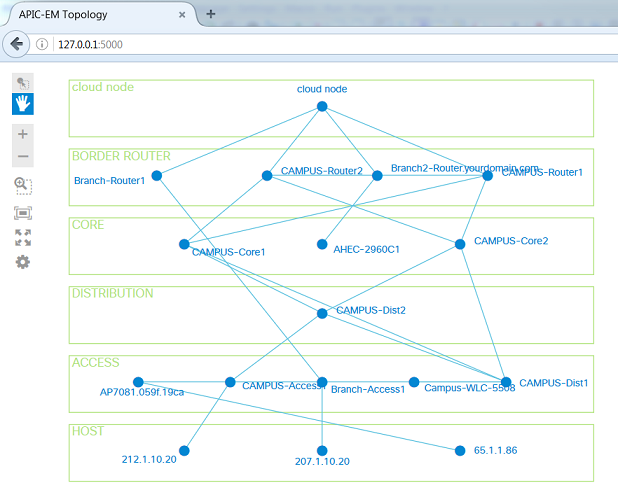 APIC-EM Topology
127.0.0.1:5000
cloud node
cloud node
BORDER ROUTER
Branch-Router1
CAMPUS-Router2
Branch2-Router.yourdomain.com
CAMPUS-Router1
CORE
CAMPUS-Core1
AHEC-2960C1
CAMPUS-Core2
DISTRIBUTION
CAMPUS-Dist2
ACCESS
AP7081.059f.19ca
CAMPUS-Access1
Branch-Access1
Campus-WLC-5508
CAMPUS-Dist1
HOST
212.1.10.20
207.1.10.20
65.1.1.86